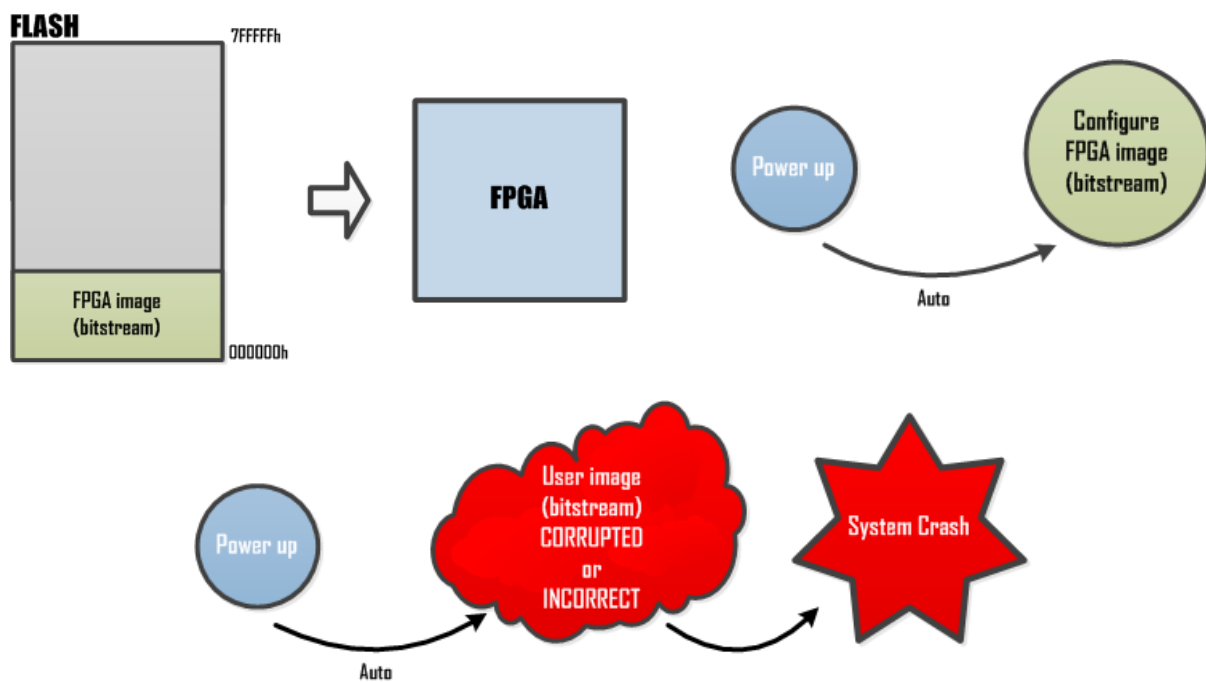 FLASH
7FFFFFh
FPGA image
(bitstream)
000000h
FPGA
Power up
Configure
FPGA image
(bitstream)
Auto
Power up
User image
(bitstream)
CORRUPTED
or
INCORRECT
System Crash
Auto